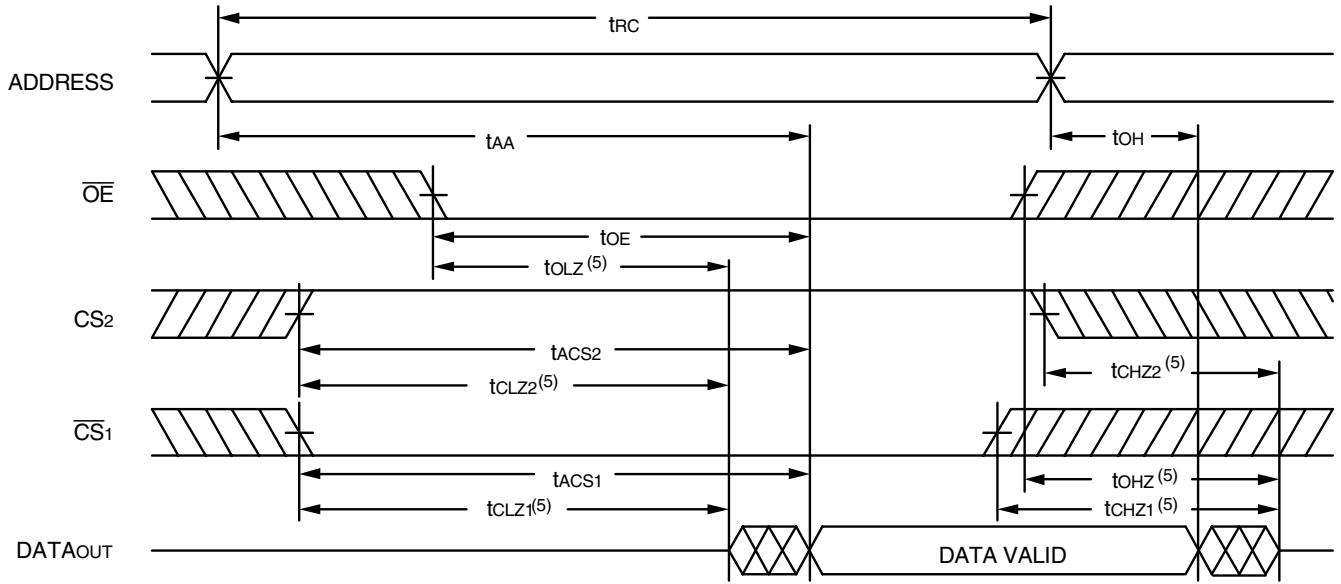 tRC
ADDRESS
tAA
tOH
OE
tOE
tOLZ (5)
CS2
tACS2
tCLZ2(5)
tCHZ2(5)
CS1
tACS1
tOHZ(5)
tCLZ1(5)
tCHZ1(5)
DATAOUT
DATA VALID